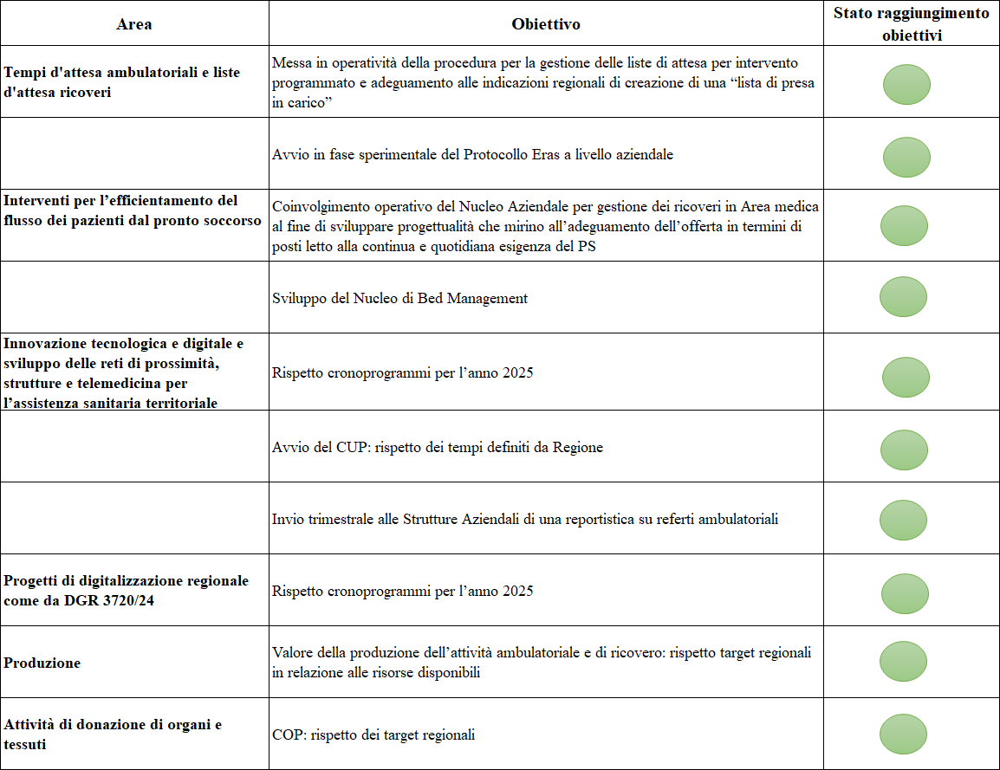 Area
Obiettivo
Stato raggiungimento
obiettivi
Tempi d'attesa ambulatoriali e liste
d'attesa ricoveri
Messa in operatività della procedura per la gestione delle liste di attesa per intervento
programmato e adeguamento alle indicazioni regionali di creazione di una “lista di presa
in carico”
Avvio in fase sperimentale del Protocollo Eras a livello aziendale
Interventi per l’efficientamento del
flusso dei pazienti dal pronto soccorso
Coinvolgimento operativo del Nucleo Aziendale per gestione dei ricoveri in Area medica
al fine di sviluppare progettualità che mirino all’adeguamento dell’offerta in termini di
posti letto alla continua e quotidiana esigenza del PS
Sviluppo del Nucleo di Bed Management
Innovazione tecnologica e digitale e
sviluppo delle reti di prossimità,
strutture e telemedicina per
l’assistenza sanitaria territoriale
Rispetto cronoprogrammi per l’anno 2025
Avvio del CUP: rispetto dei tempi definiti da Regione
Invio trimestrale alle Strutture Aziendali di una reportistica su referti ambulatoriali
Progetti di digitalizzazione regionale
come da DGR 3720/24
Rispetto cronoprogrammi per l’anno 2025
Produzione
Valore della produzione dell’attività ambulatoriale e di ricovero: rispetto target regionali
in relazione alle risorse disponibili
Attività di donazione di organi e
tessuti
COP: rispetto dei target regionali